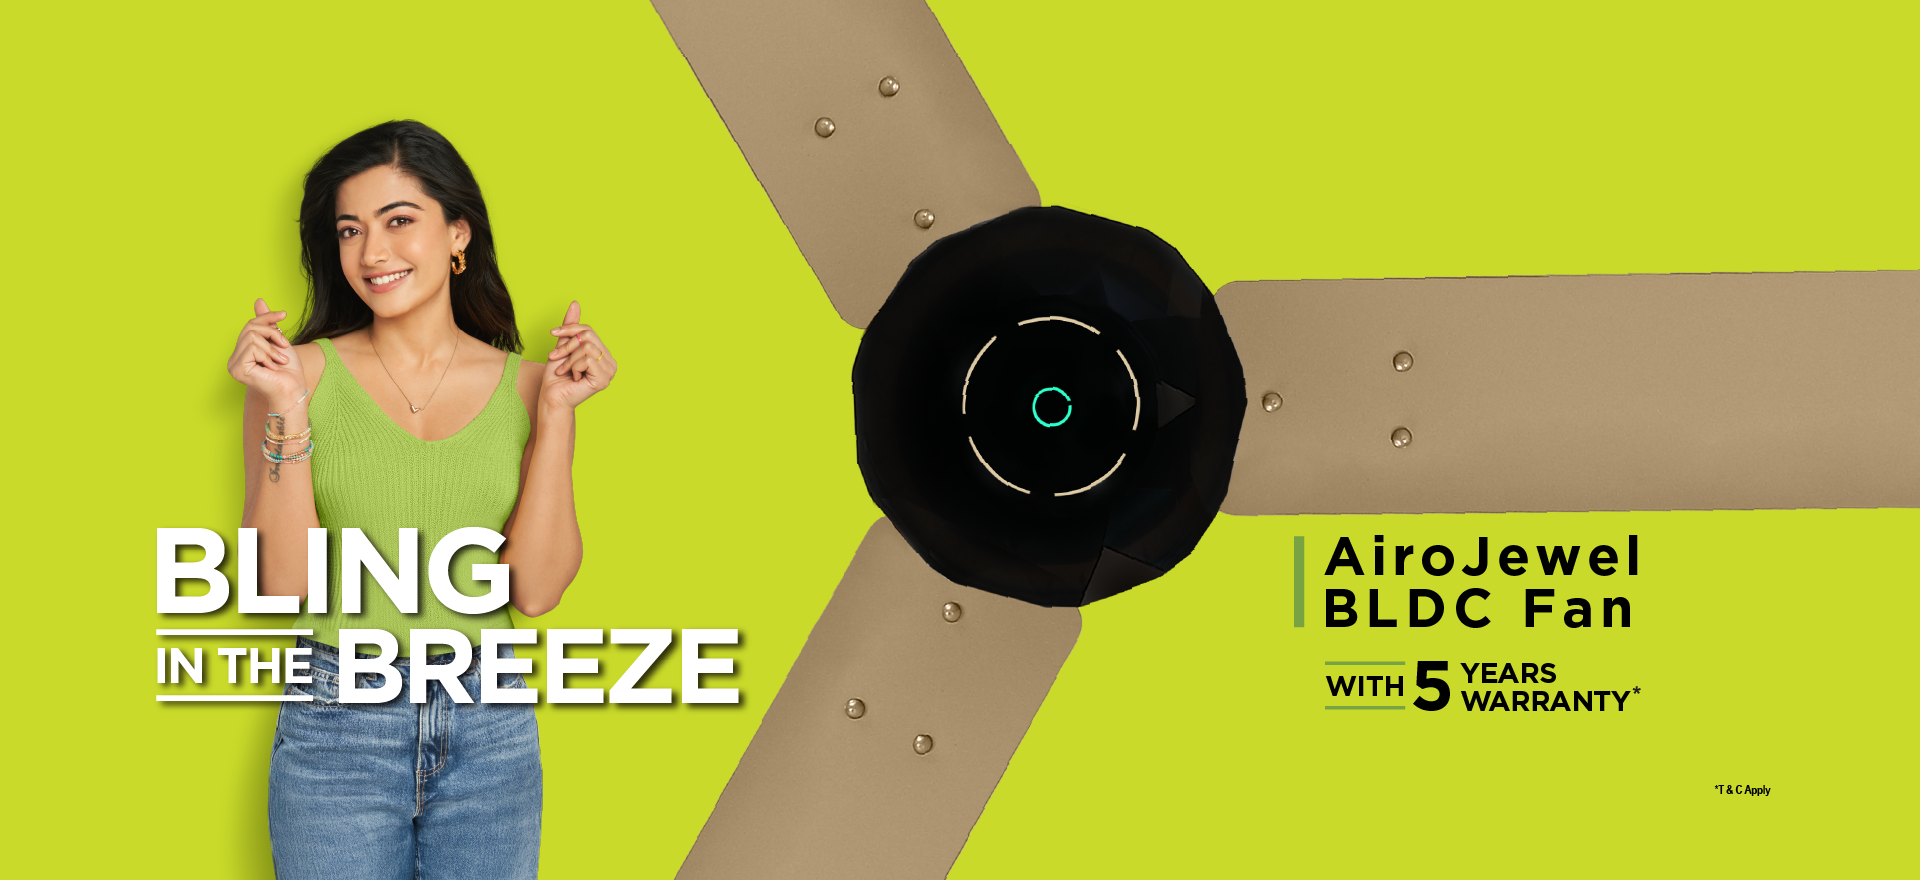 BLING
IN THE BREEZE
AiroJewel
BLDC Fan
WITH 5 YEARS
WARRANTY*
*T & C Apply